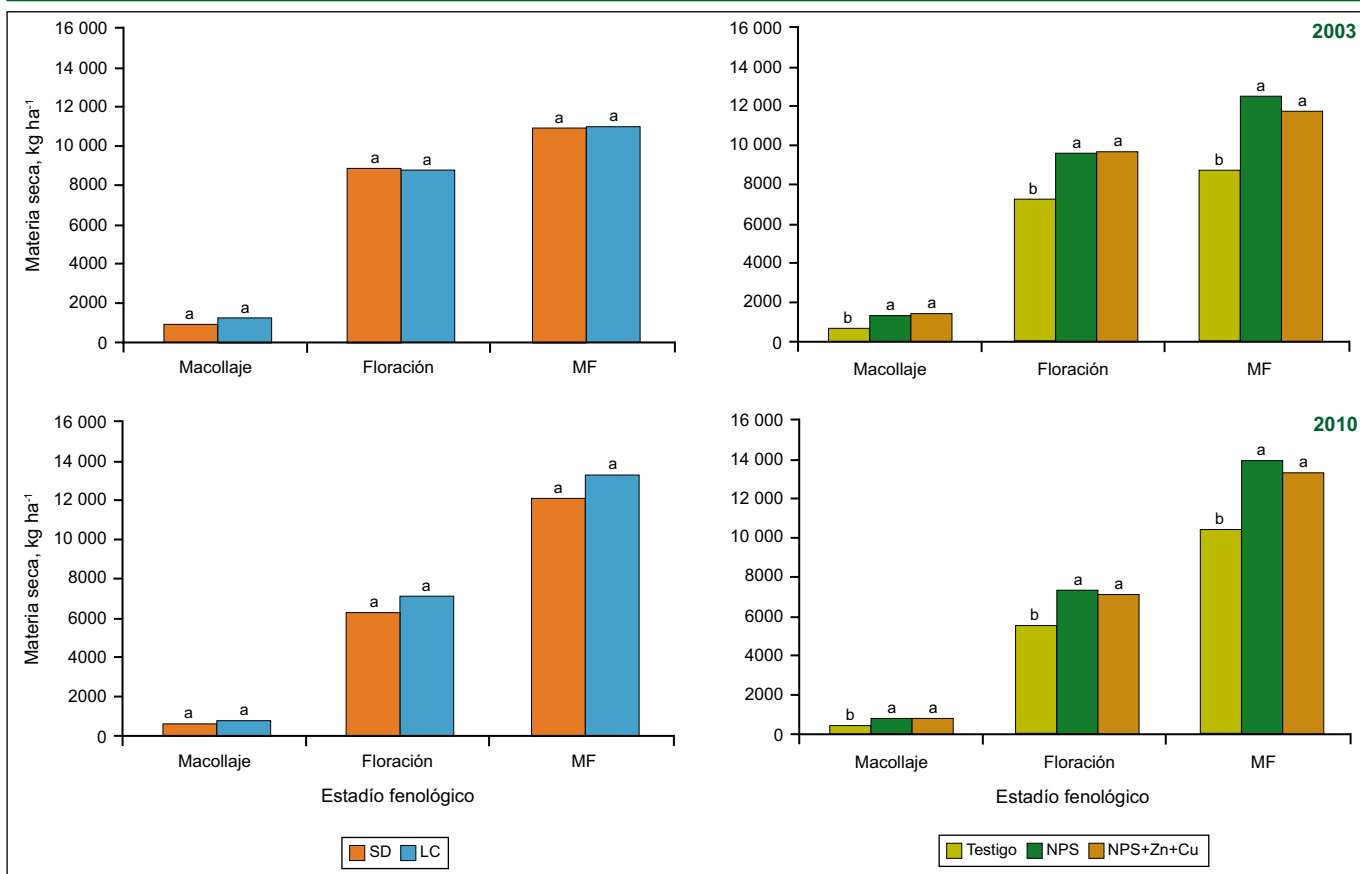 2003
16 000
14 000
12 000
10 000
8000
6000
4000
2000
0
Materia seca, kg ha⁻¹
a a
a a
a a
Macollaje Floración MF
16 000
14 000
12 000
10 000
8000
6000
4000
2000
0
b a a
b a a
b a a
Macollaje Floración MF
16 000
14 000
12 000
10 000
8000
6000
4000
2000
0
Materia seca, kg ha⁻¹
a a
a a
a a
Macollaje Floración MF
Estadío fenológico
SD LC
2010
16 000
14 000
12 000
10 000
8000
6000
4000
2000
0
b a a
b a a
b a a
Macollaje Floración MF
Estadío fenológico
Testigo NPS NPS+Zn+Cu